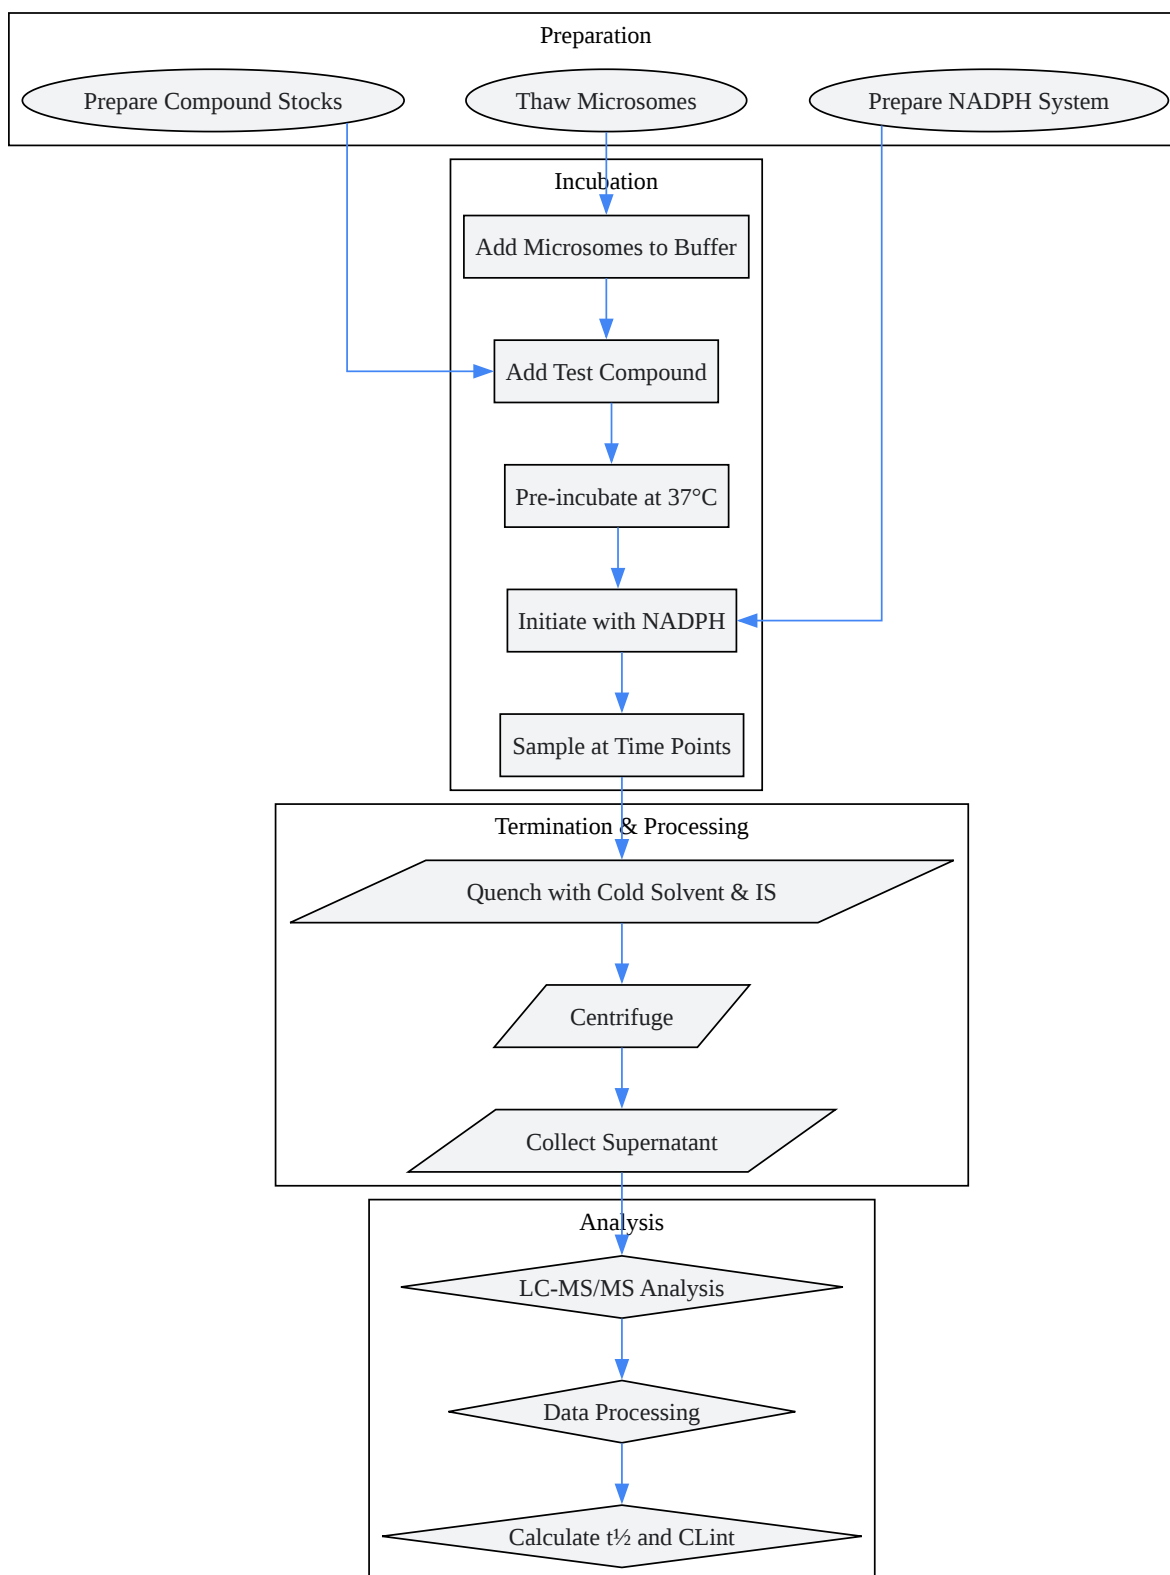 Preparation
Prepare Compound Stocks
Thaw Microsomes
Prepare NADPH System
Incubation
Add Microsomes to Buffer
Add Test Compound
Pre-incubate at 37°C
Initiate with NADPH
Sample at Time Points
Termination & Processing
Quench with Cold Solvent & IS
Centrifuge
Collect Supernatant
Analysis
LC-MS/MS Analysis
Data Processing
Calculate t½ and CLint